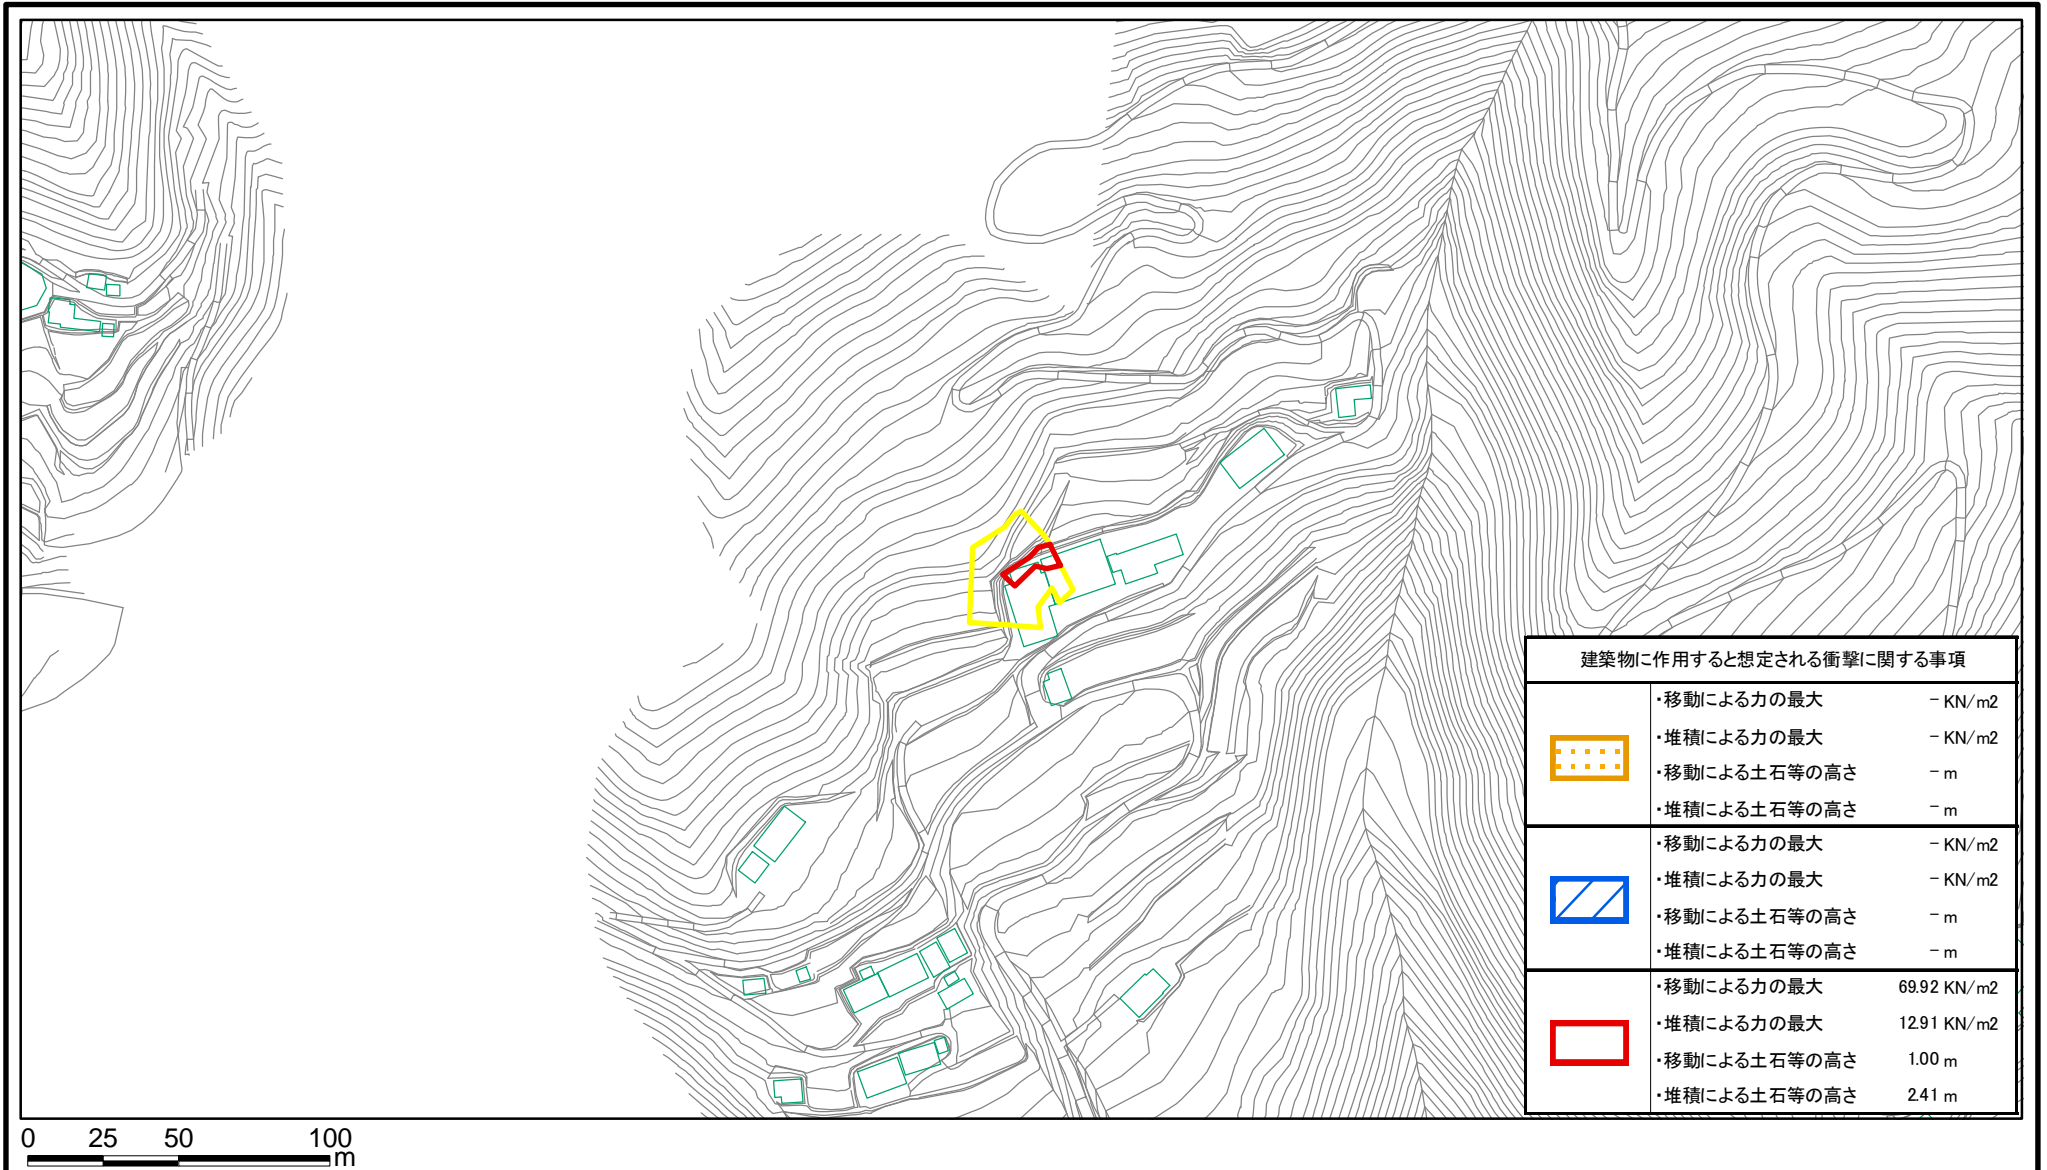 建築物に作用すると想定される衝撃に関する事項
・移動による力の最大 - KN/m2
・堆積による力の最大 - KN/m2
・移動による土石等の高さ - m
・堆積による土石等の高さ - m
・移動による力の最大 - KN/m2
・堆積による力の最大 - KN/m2
・移動による土石等の高さ - m
・堆積による土石等の高さ - m
・移動による力の最大 69.92 KN/m2
・堆積による力の最大 12.91 KN/m2
・移動による土石等の高さ 1.00 m
・堆積による土石等の高さ 2.41 m
0 25 50 100
m